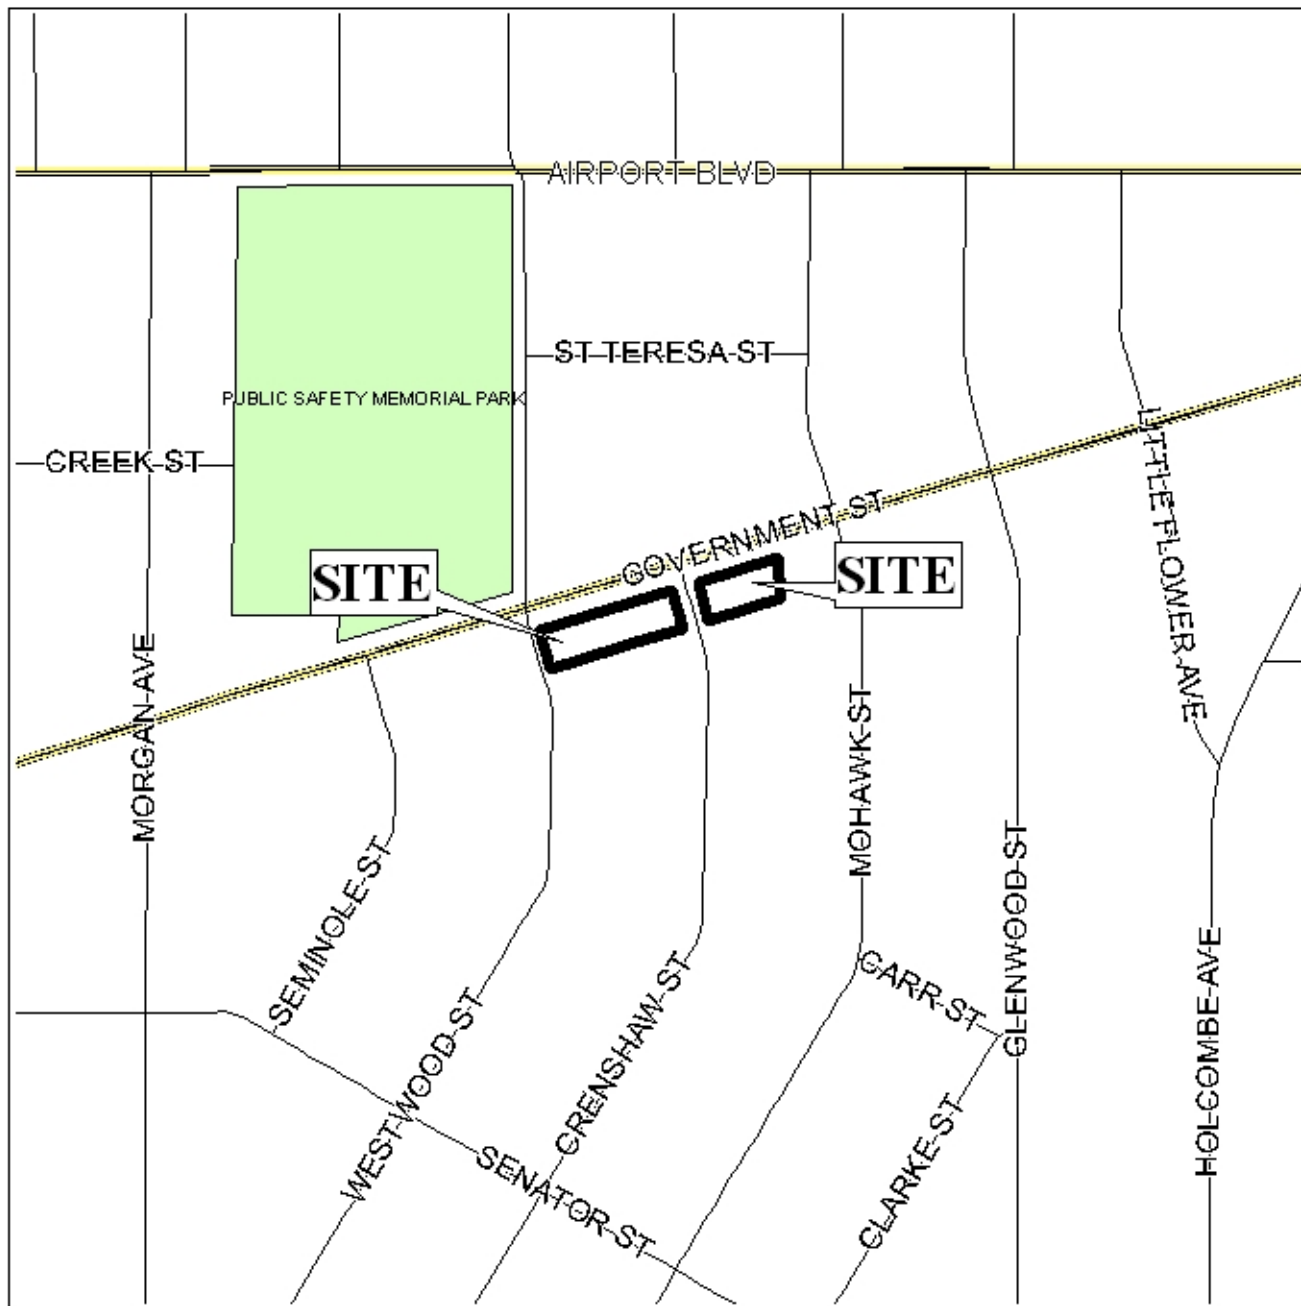 AIRPORT BLVD
ST TERESA ST
PUBLIC SAFETY MEMORIAL PARK
CREEK ST
LITTLE FLOWER AVE
GOVERNMENT ST
SITE
SITE
MORGAN AVE
MOHAWK ST
SEMINOLE ST
GLENWOOD ST
HOLCOMBE AVE
CARR ST
WESTWOOD ST
CRENSHAW ST
CLARKE ST
SENATOR ST